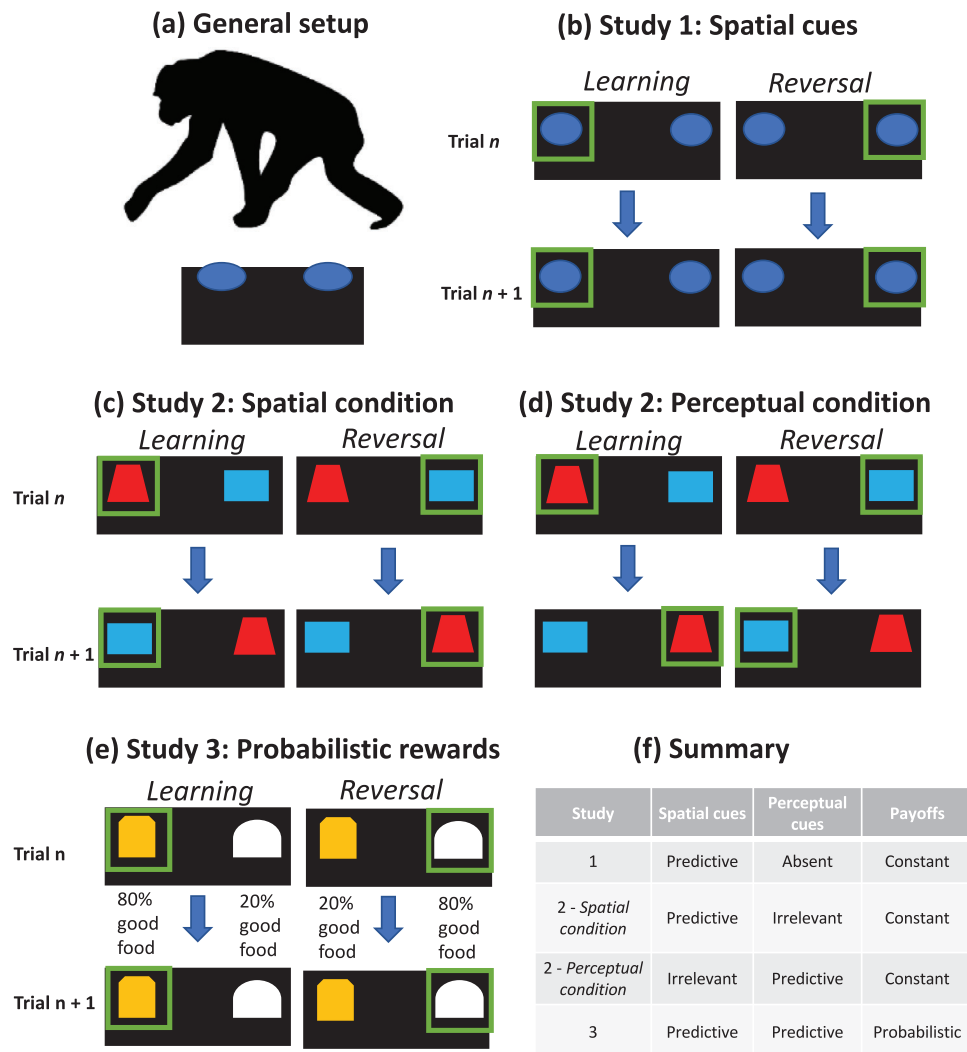 (a) General setup
(b) Study 1: Spatial cues
Learning
Reversal
Trial n
Trial n + 1
(c) Study 2: Spatial condition
Learning
Reversal
Trial n
Trial n + 1
(d) Study 2: Perceptual condition
Learning
Reversal
(e) Study 3: Probabilistic rewards
Learning
Reversal
Trial n
80%
good
food
20%
good
food
20%
good
food
80%
good
food
Trial n + 1
(f) Summary
Study Spatial cues Perceptual cues Payoffs
1 Predictive Absent Constant
2 - Spatial condition Predictive Irrelevant Constant
2 - Perceptual condition Irrelevant Predictive Constant
3 Predictive Predictive Probabilistic